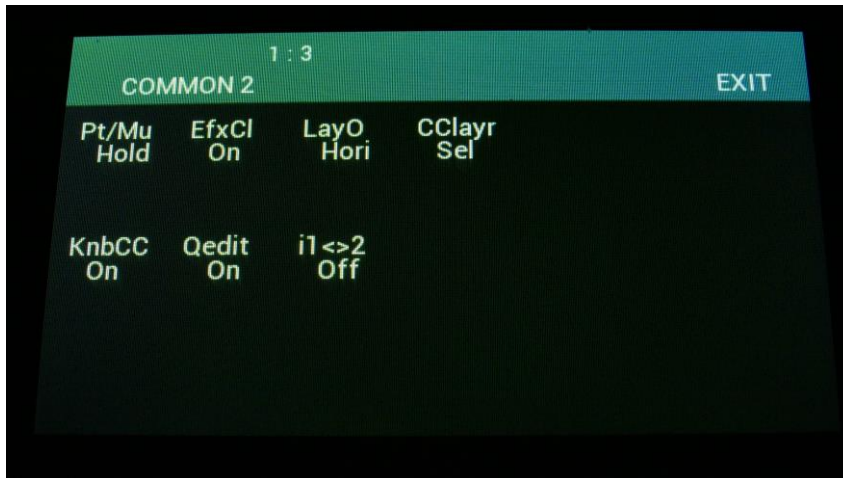 1 : 3
COMMON 2 EXIT
Pt/Mu EfxCl LayO CClayr
Hold On Hori Sel
KnbCC Qedit i1<>2
On On Off